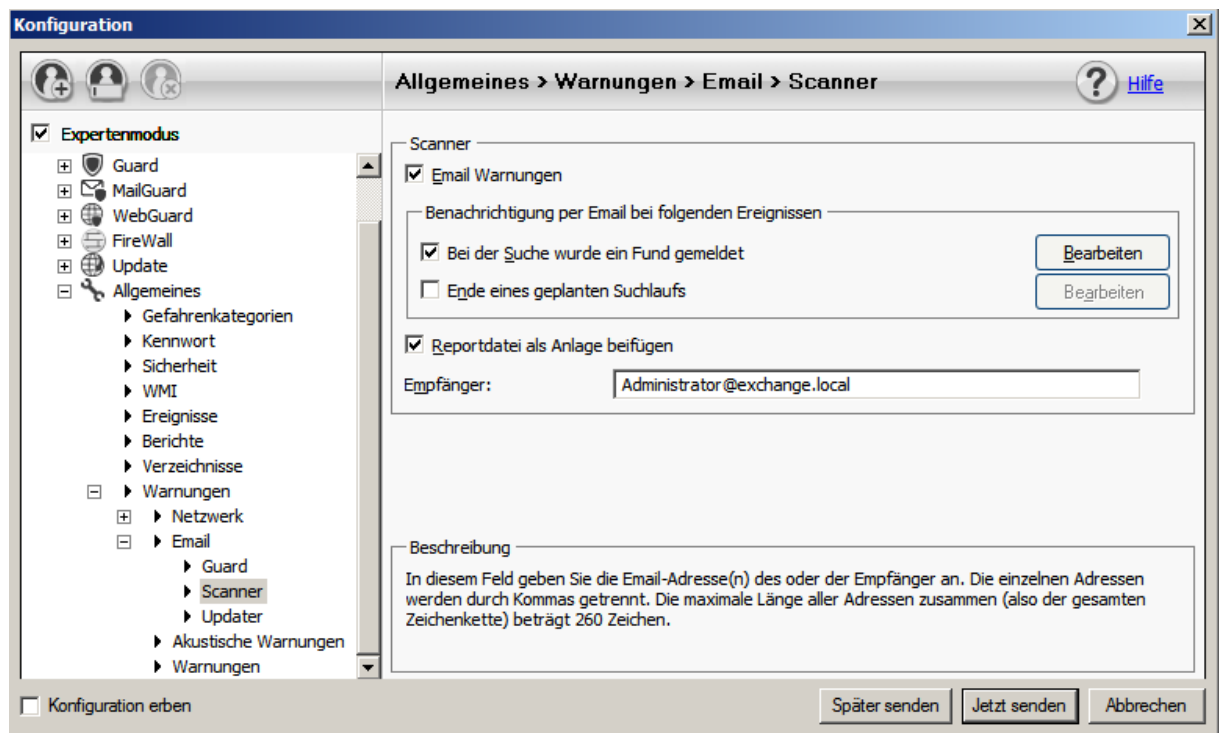 Konfiguration
Allgemeines > Warnungen > Email > Scanner
Hilfe
Expertenmodus
Guard
MailGuard
WebGuard
FireWall
Update
Allgemeines
Gefahrenkategorien
Kennwort
Sicherheit
WMI
Ereignisse
Berichte
Verzeichnisse
Warnungen
Netzwerk
Email
Guard
Scanner
Updater
Akustische Warnungen
Warnungen
Scanner
Email Warnungen
Benachrichtigung per Email bei folgenden Ereignissen
Bei der Suche wurde ein Fund gemeldet
Bearbeiten
Ende eines geplanten Suchlaufs
Bearbeiten
Reportdatei als Anlage beifügen
Empfänger: Administrator@exchange.local
Beschreibung
In diesem Feld geben Sie die Email-Adresse(n) des oder der Empfänger an. Die einzelnen Adressen
werden durch Kommas getrennt. Die maximale Länge aller Adressen zusammen (also der gesamten
Zeichenkette) beträgt 260 Zeichen.
Konfiguration erben
Später senden
Jetzt senden
Abbrechen